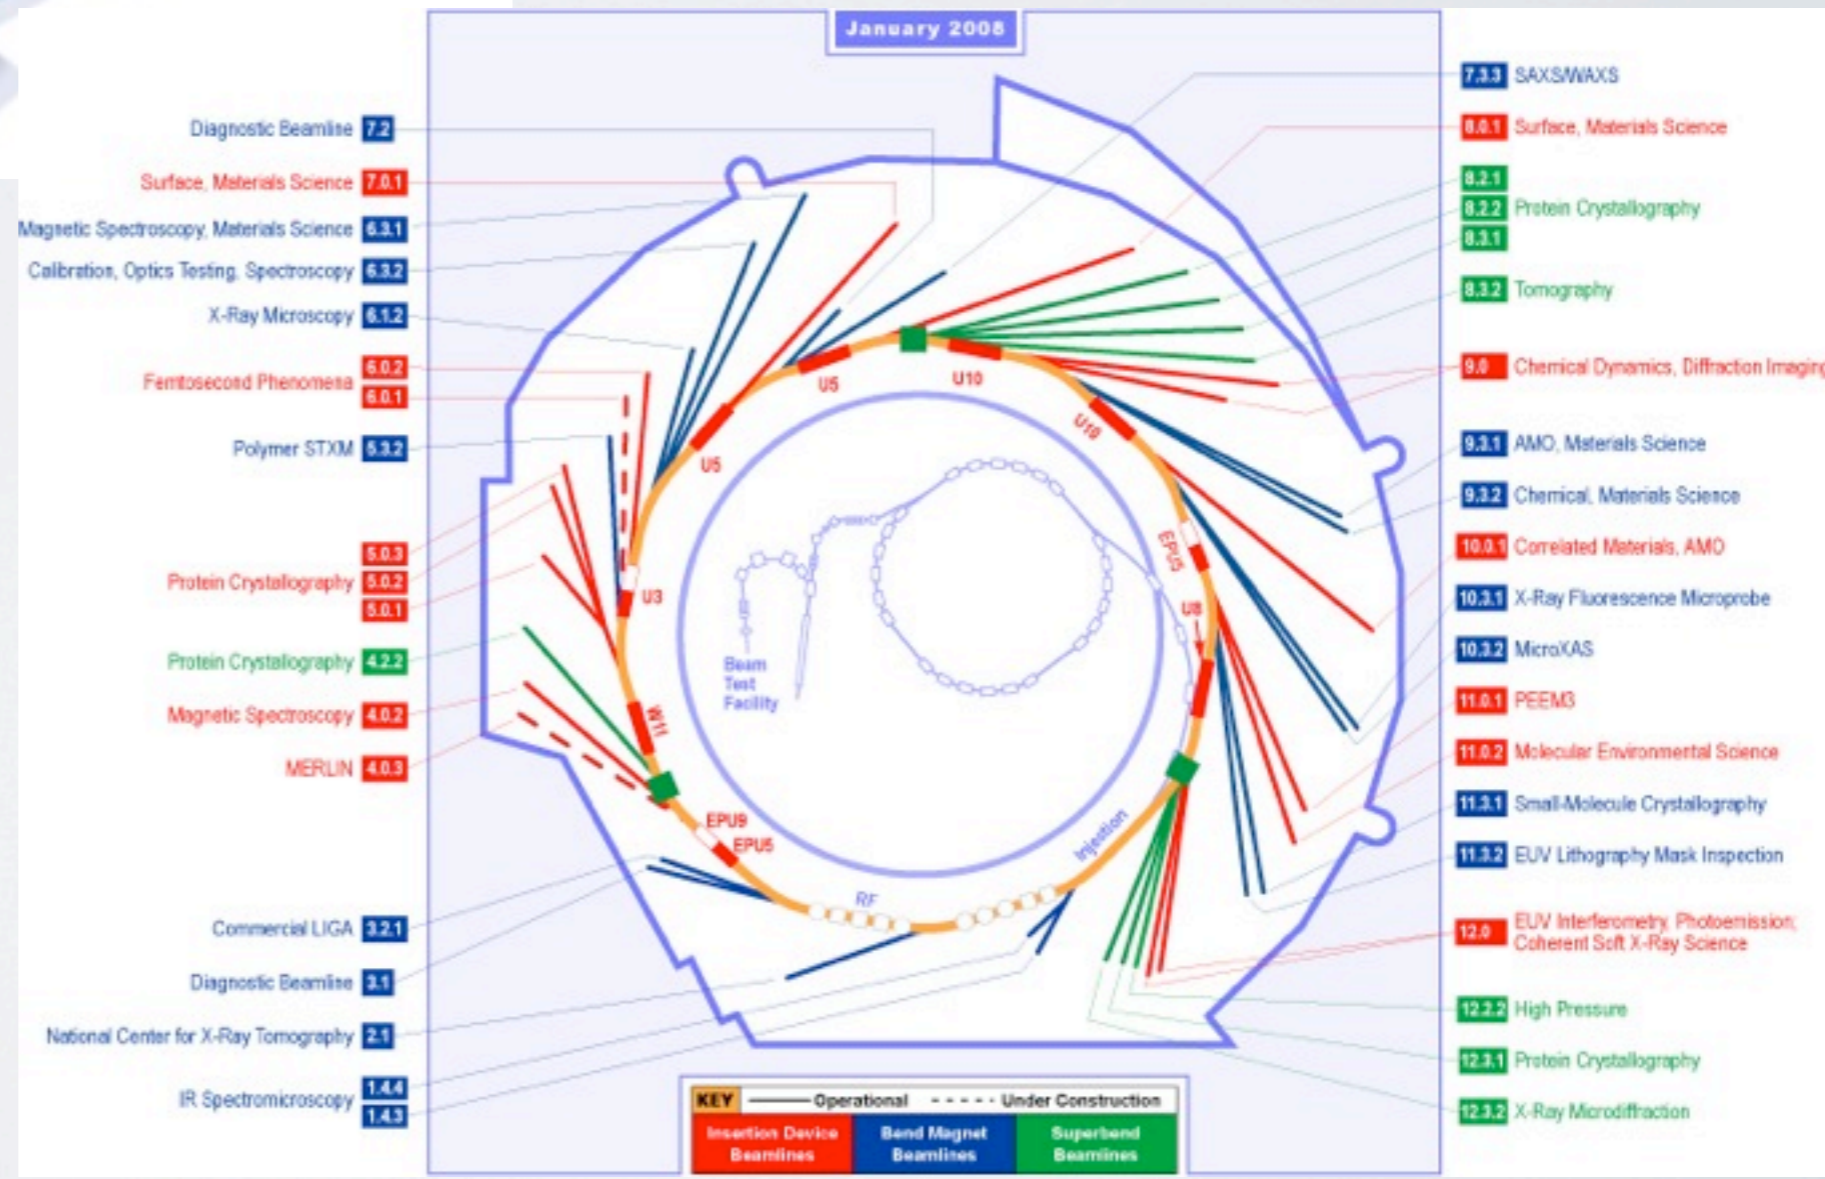 January 2008
Diagnostic Beamline 7.2
Surface, Materials Science 7.0.1
Magnetic Spectroscopy, Materials Science 6.3.1
Calibration, Optics Testing, Spectroscopy 6.3.2
X-Ray Microscopy 6.1.2
Femtosecond Phenomena
6.0.2
6.0.1
Polymer STXM 5.3.2
Protein Crystallography
5.0.3
5.0.2
5.0.1
Protein Crystallography 4.2.2
Magnetic Spectroscopy 4.0.2
MERLIN 4.0.3
Commercial LIGA 3.2.1
Diagnostic Beamline 3.1
National Center for X-Ray Tomography 2.1
IR Spectromicroscopy
1.4.4
1.4.3
U5
U10
U5
U10
U3
EPU5
U8
W11
EPU9
EPU5
RF
Injection
Beam
Test
Facility
7.3.3 SAXS/WAXS
8.0.1 Surface, Materials Science
8.2.1
8.2.2 Protein Crystallography
8.3.1
8.3.2 Tomography
9.0 Chemical Dynamics, Diffraction Imaging
9.3.1 AMO, Materials Science
9.3.2 Chemical, Materials Science
10.0.1 Correlated Materials, AMO
10.3.1 X-Ray Fluorescence Microprobe
10.3.2 MicroXAS
11.0.1 PEEM3
11.0.2 Molecular Environmental Science
11.3.1 Small-Molecule Crystallography
11.3.2 EUV Lithography Mask Inspection
12.0 EUV Interferometry, Photoemission;
Coherent Soft X-Ray Science
12.2.2 High Pressure
12.3.1 Protein Crystallography
12.3.2 X-Ray Microdiffraction
KEY Operational Under Construction
Insertion Device
Beamlines
Bend Magnet
Beamlines
Superbend
Beamlines